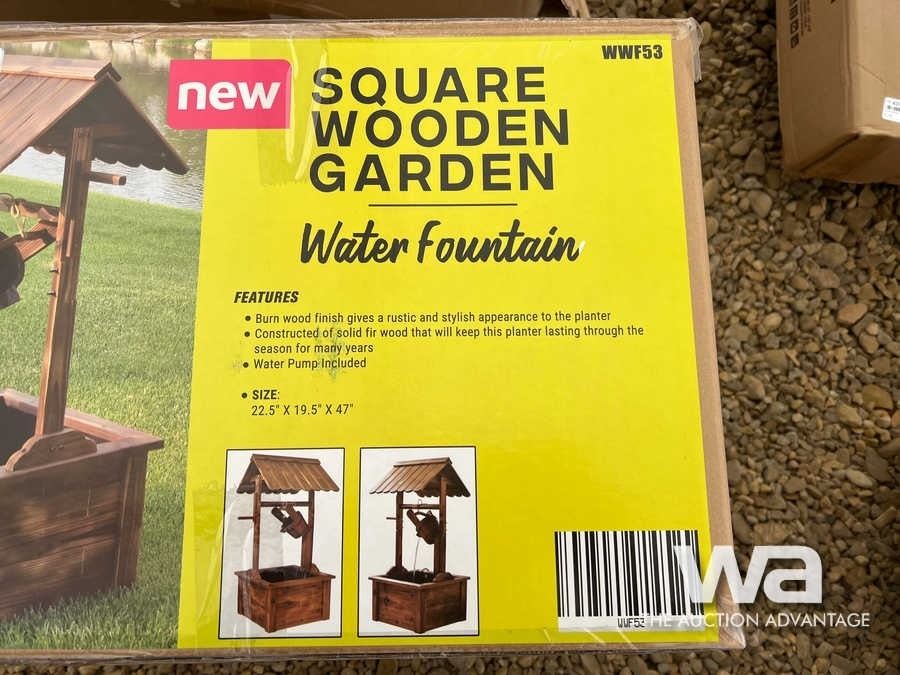 WWF53
new
SQUARE
WOODEN
GARDEN
Water Fountain
FEATURES
• Burn wood finish gives a rustic and stylish appearance to the planter
• Constructed of solid fir wood that will keep this planter lasting through the
season for many years
• Water Pump Included
• SIZE:
22.5" X 19.5" X 47"
WWF53
wa
THE AUCTION ADVANTAGE